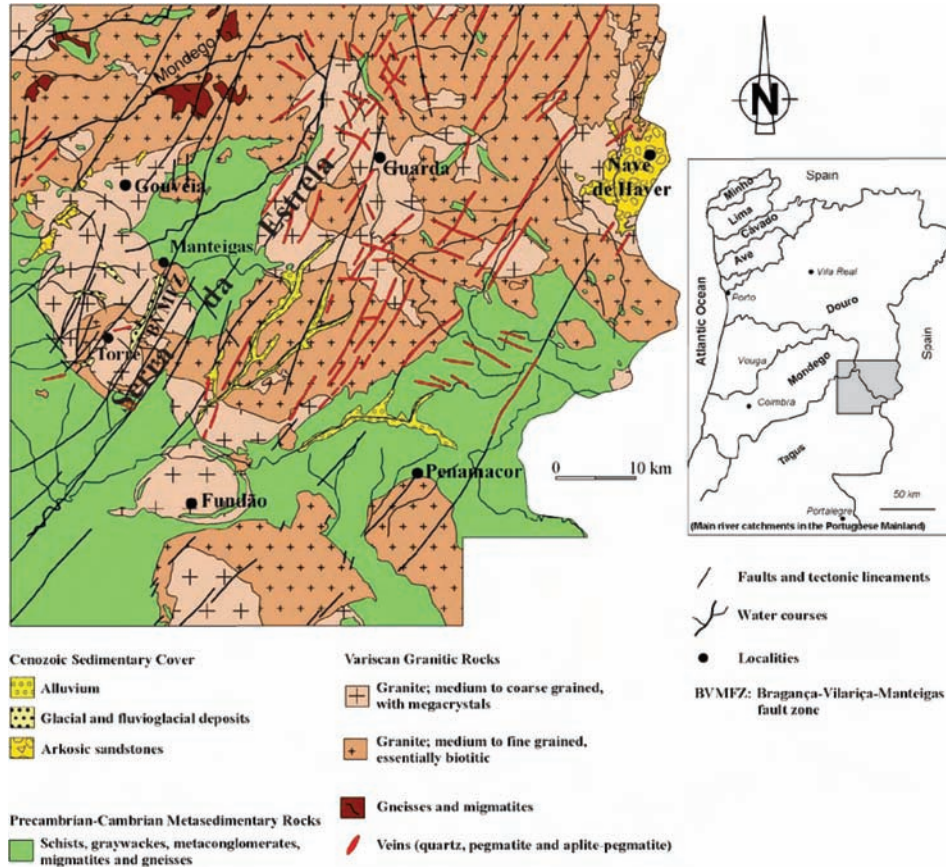 Mondego
Gouveia
Estrela
Guarda
Nave
de Haver
Manteigas
da
BVMFZ
Torre
Serra
Penamacor
Fundão
0 10 km
N
Spain
Minho
Lima
Cávado
Ave
Vila Real
Porto
Douro
Atlantic Ocean
Spain
Vouga
Mondego
Coimbra
Tagus
50 km
Portalegre
(Main river catchments in the Portuguese Mainland)
Faults and tectonic lineaments
Water courses
Localities
BVMFZ: Bragança-Vilariça-Manteigas
fault zone
Cenozoic Sedimentary Cover
Alluvium
Glacial and fluvioglacial deposits
Arkosic sandstones
Precambrian-Cambrian Metasedimentary Rocks
Schists, graywackes, metaconglomerates,
migmatites and gneisses
Variscan Granitic Rocks
Granite; medium to coarse grained,
with megacrystals
Granite; medium to fine grained,
essentially biotitic
Gneisses and migmatites
Veins (quartz, pegmatite and aplite-pegmatite)